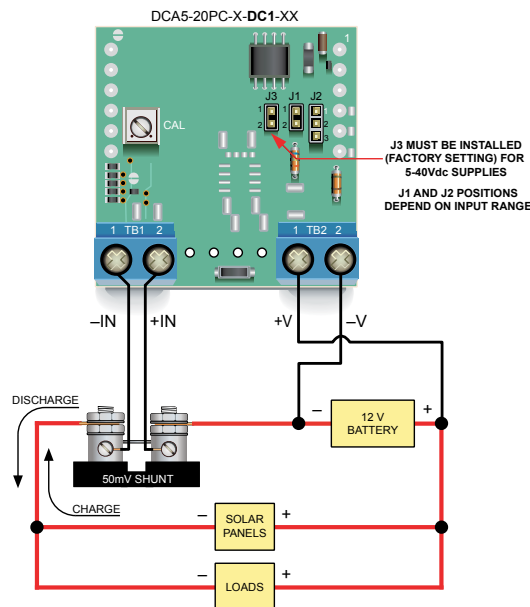 DCA5-20PC-X-DC1-XX
1
J3 J1 J2
1 1 1
2 2 2
3
CAL
J3 MUST BE INSTALLED
(FACTORY SETTING) FOR
5-40Vdc SUPPLIES
J1 AND J2 POSITIONS
DEPEND ON INPUT RANGE
1 TB1 2
1 TB2 2
–IN +IN
+V –V
DISCHARGE
– 12 V BATTERY +
50mV SHUNT
CHARGE
– SOLAR PANELS +
– LOADS +